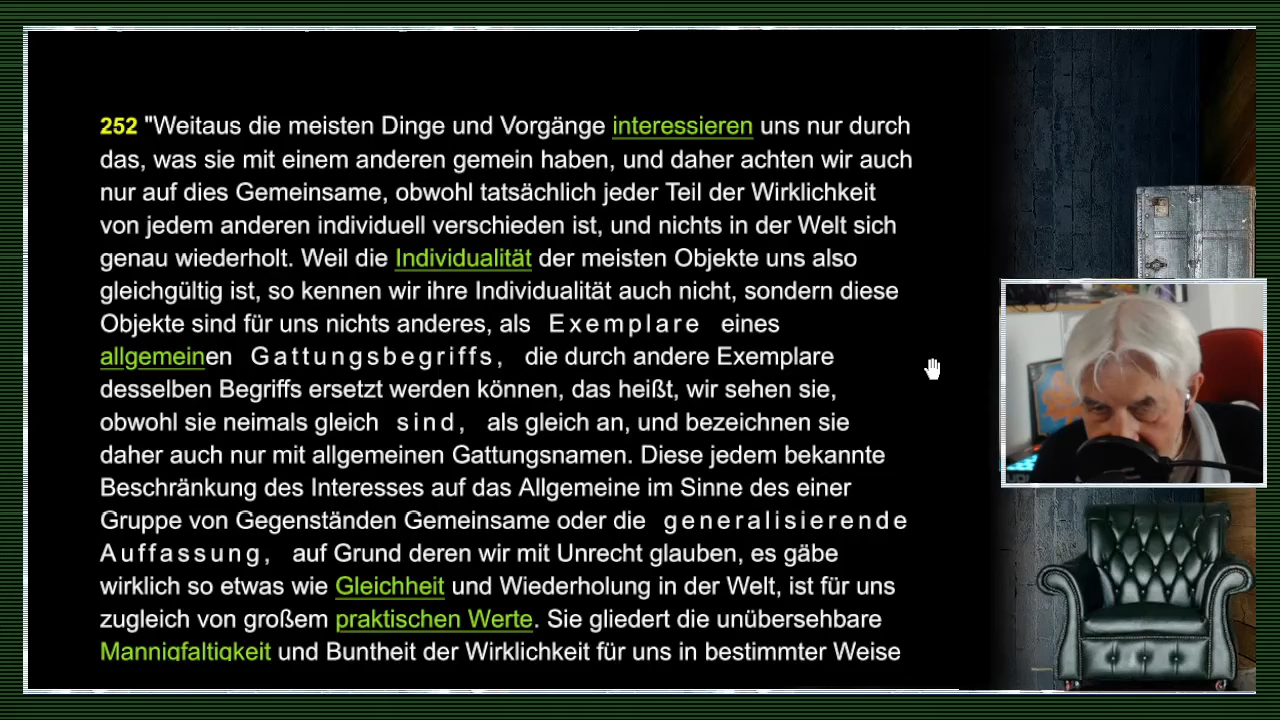 252 "Weitaus die meisten Dinge und Vorgänge interessieren uns nur durch
das, was sie mit einem anderen gemein haben, und daher achten wir auch
nur auf dies Gemeinsame, obwohl tatsächlich jeder Teil der Wirklichkeit
von jedem anderen individuell verschieden ist, und nichts in der Welt sich
genau wiederholt. Weil die Individualität der meisten Objekte uns also
gleichgültig ist, so kennen wir ihre Individualität auch nicht, sondern diese
Objekte sind für uns nichts anderes, als Exemplare eines
allgemeinen Gattungsbegriffs, die durch andere Exemplare
desselben Begriffs ersetzt werden können, das heißt, wir sehen sie,
obwohl sie neimals gleich sind, als gleich an, und bezeichnen sie
daher auch nur mit allgemeinen Gattungsnamen. Diese jedem bekannte
Beschränkung des Interesses auf das Allgemeine im Sinne des einer
Gruppe von Gegenständen Gemeinsame oder die generalisierende
Auffassung, auf Grund deren wir mit Unrecht glauben, es gäbe
wirklich so etwas wie Gleichheit und Wiederholung in der Welt, ist für uns
zugleich von großem praktischen Werte. Sie gliedert die unübersehbare
Mannigfaltigkeit und Buntheit der Wirklichkeit für uns in bestimmter Weise